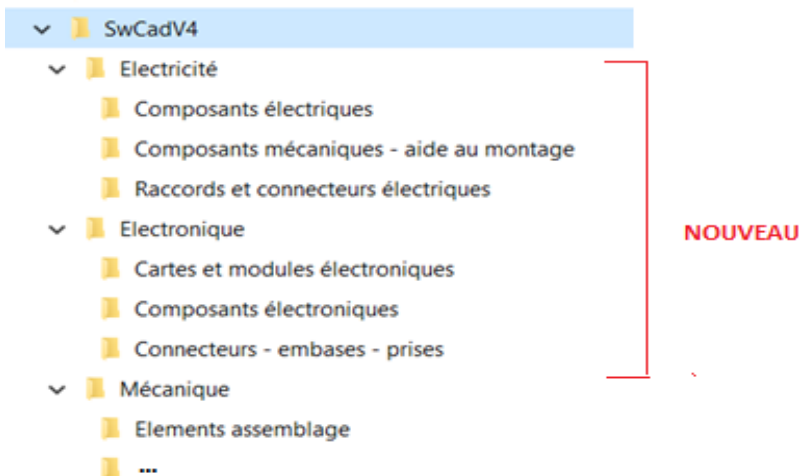 SwCadV4
Electricité
Composants électriques
Composants mécaniques - aide au montage
Raccords et connecteurs électriques
Electronique
NOUVEAU
Cartes et modules électroniques
Composants électroniques
Connecteurs - embases - prises
Mécanique
Elements assemblage
...